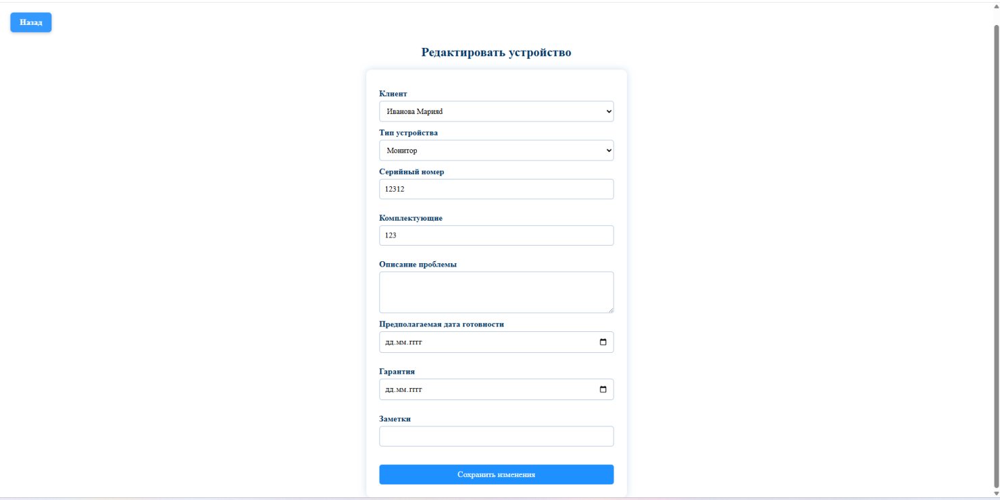 Назад
Редактировать устройство
Клиент
Иванова Марияd
Тип устройства
Монитор
Серийный номер
12312
Комплектующие
123
Описание проблемы
Предполагаемая дата готовности
дд.мм.гггг
Гарантия
дд.мм.гггг
Заметки
Сохранить изменения